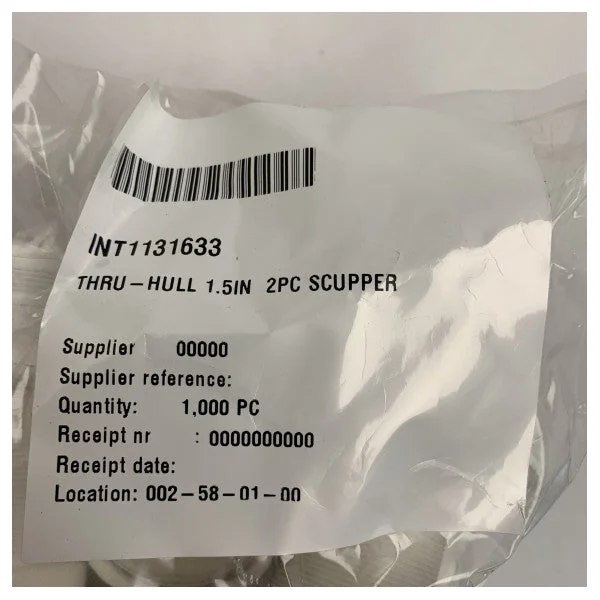 INT1131633
THRU-HULL 1.5IN 2PC SCUPPER
Supplier 00000
Supplier reference:
Quantity: 1,000 PC
Receipt nr : 0000000000
Receipt date:
Location: 002-58-01-00